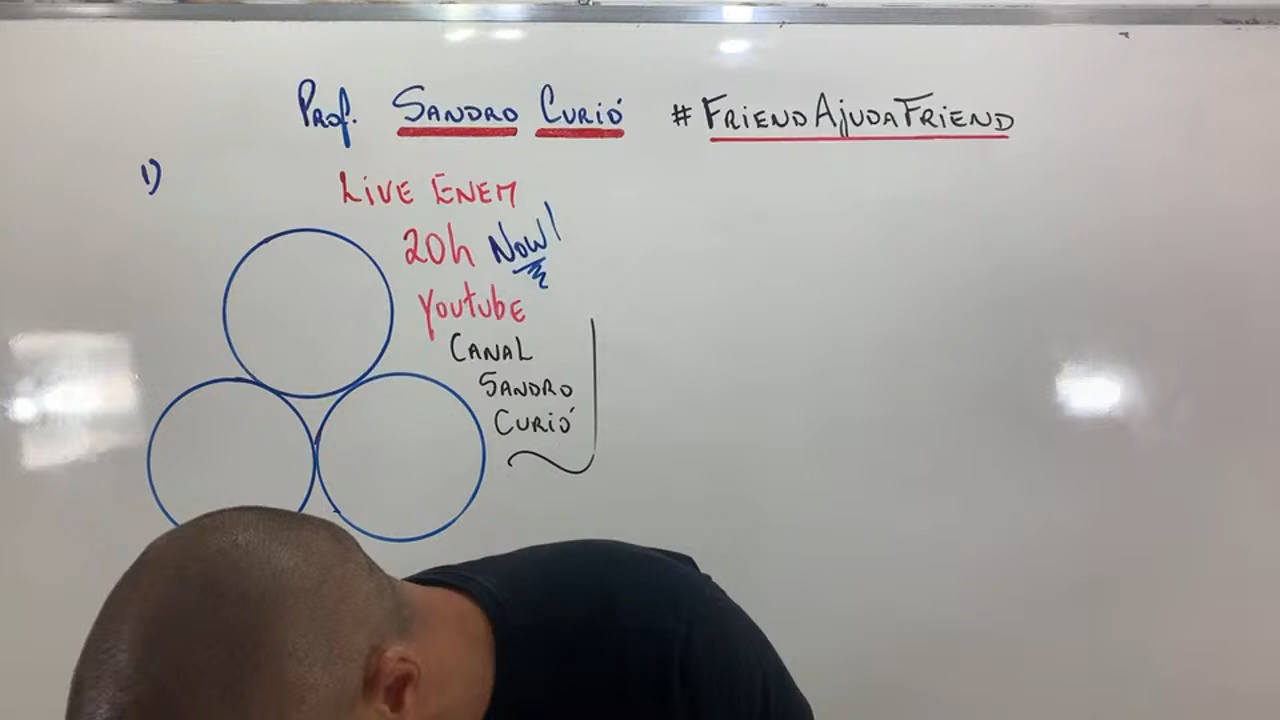 Prof. Sandro Curió #FriendAjudaFriend
1)
Live Enem
20h Now!
Youtube
Canal
Sandro
Curió